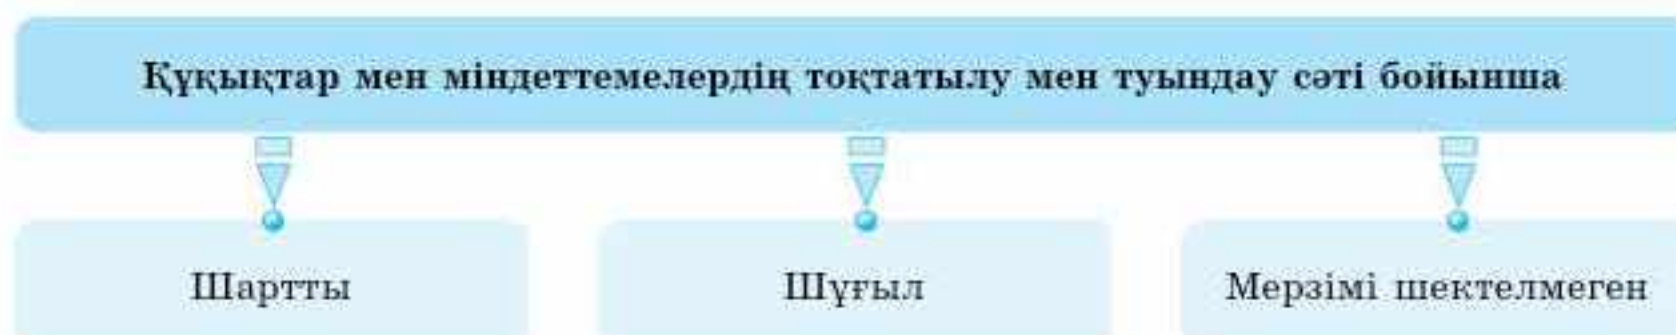 Құқықтар мен міндеттемелердің тоқтатылу мен туындау сәті бойынша
Шартты
Шұғыл
Мерзімі шектелмеген